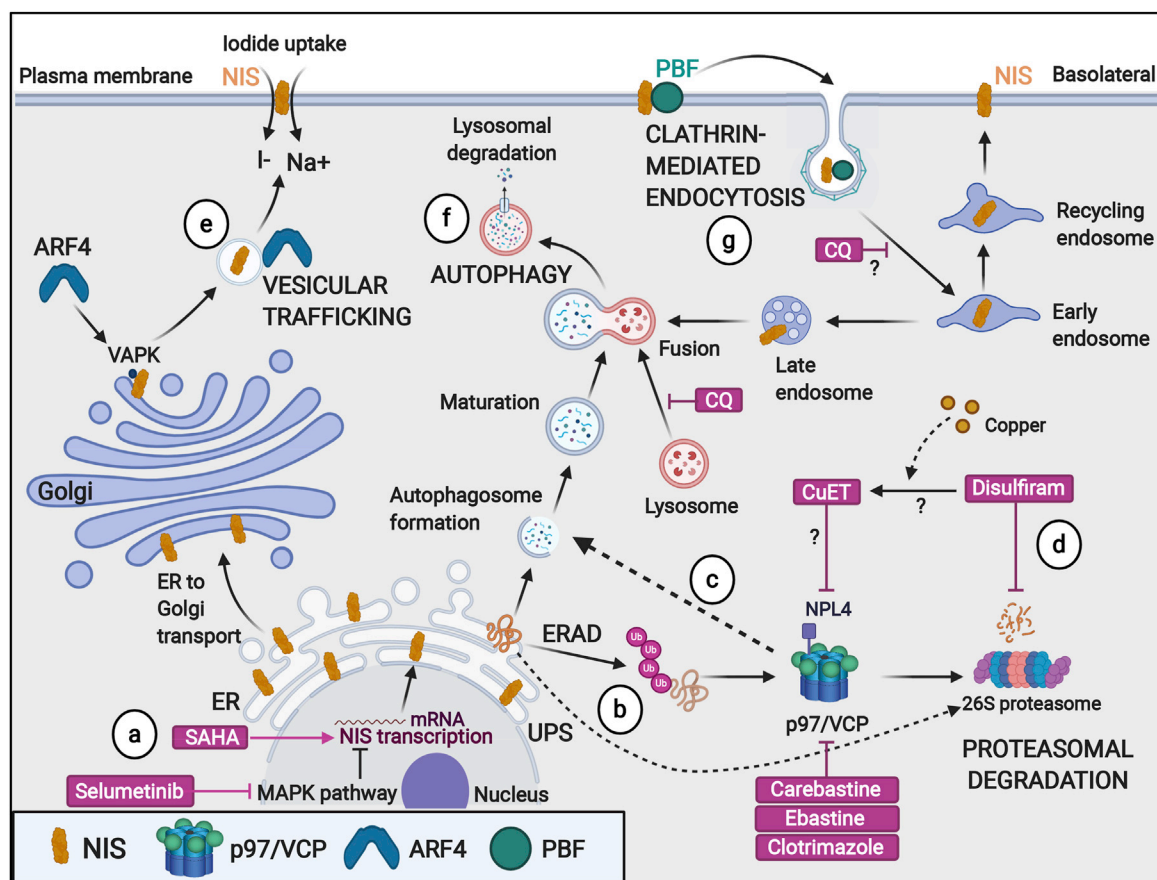 Iodide uptake
Plasma membrane
NIS
PBF
NIS
Basolateral
I-
Na+
Lysosomal
degradation
CLATHRIN-
MEDIATED
ENDOCYTOSIS
e
f
g
ARF4
VESICULAR
TRAFFICKING
AUTOPHAGY
CQ
?
Recycling
endosome
Early
endosome
VAPK
Fusion
Late
endosome
Maturation
CQ
Copper
Golgi
Lysosome
Autophagosome
formation
CuET
?
Disulfiram
?
d
c
NPL4
ER to
Golgi
transport
ERAD
Ub
Ub
Ub
Ub
b
p97/VCP
26S proteasome
ER
UPS
a
SAHA
mRNA
NIS transcription
PROTEASOMAL
DEGRADATION
Selumetinib
MAPK pathway
Nucleus
Carebastine
Ebastine
Clotrimazole
NIS
p97/VCP
ARF4
PBF